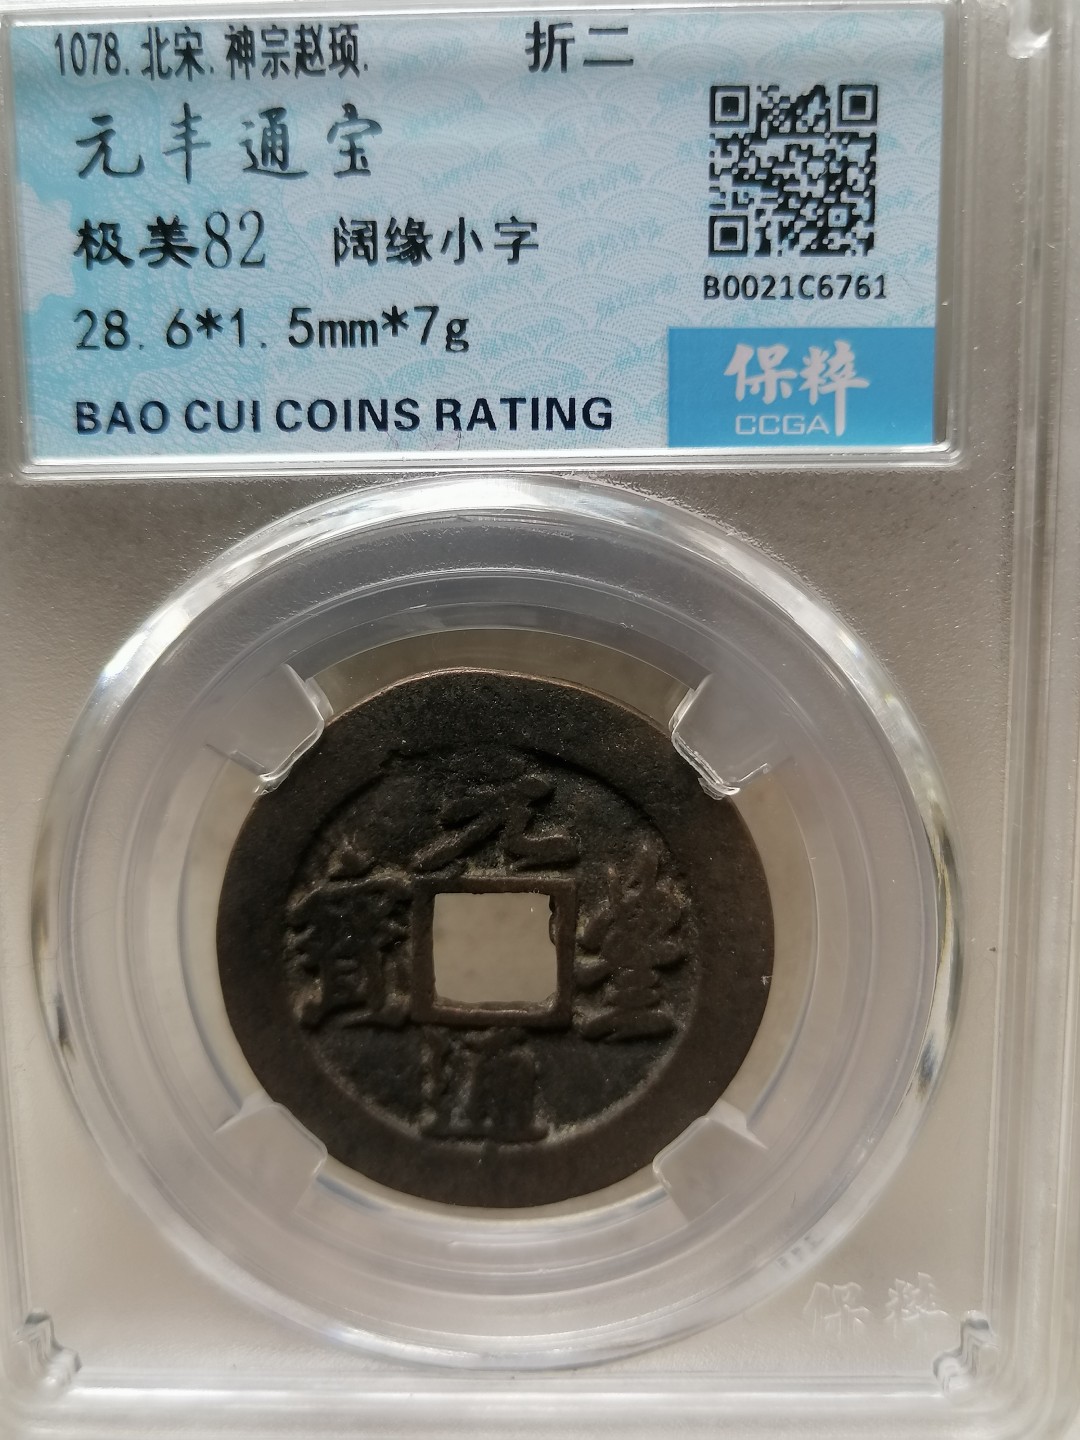 1078.北宋.神宗赵顼. 折二
元丰通宝
极美82 阔缘小字
B0021C6761
28.6*1.5mm*7g
保粹
CCGA
BAO CUI COINS RATING
元
寶 豐
通
保粹